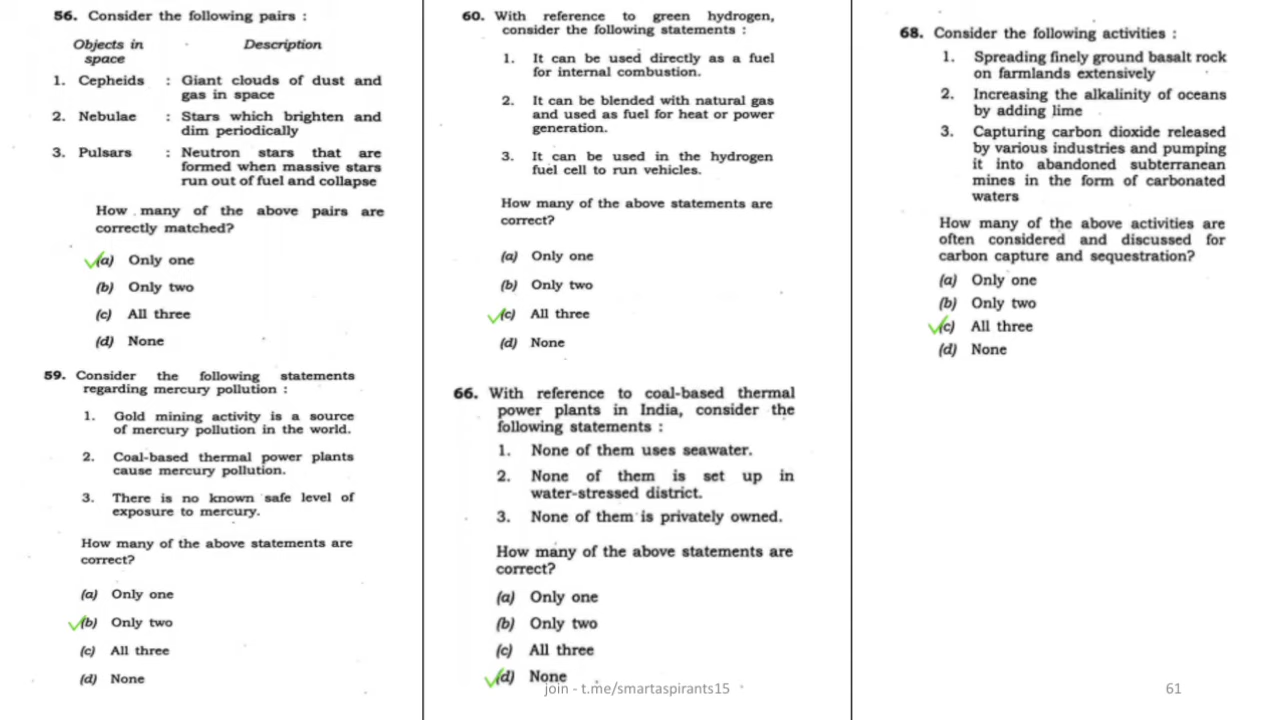 56. Consider the following pairs :
Objects in Description
space
1. Cepheids : Giant clouds of dust and
gas in space
2. Nebulae : Stars which brighten and
dim periodically
3. Pulsars : Neutron stars that are
formed when massive stars
run out of fuel and collapse
How many of the above pairs are
correctly matched?
(a) Only one
(b) Only two
(c) All three
(d) None
59. Consider the following statements
regarding mercury pollution :
1. Gold mining activity is a source
of mercury pollution in the world.
2. Coal-based thermal power plants
cause mercury pollution.
3. There is no known safe level of
exposure to mercury.
How many of the above statements are
correct?
(a) Only one
(b) Only two
(c) All three
(d) None
60. With reference to green hydrogen,
consider the following statements :
1. It can be used directly as a fuel
for internal combustion.
2. It can be blended with natural gas
and used as fuel for heat or power
generation.
3. It can be used in the hydrogen
fuel cell to run vehicles.
How many of the above statements are
correct?
(a) Only one
(b) Only two
(c) All three
(d) None
66. With reference to coal-based thermal
power plants in India, consider the
following statements :
1. None of them uses seawater.
2. None of them is set up in
water-stressed district.
3. None of them is privately owned.
How many of the above statements are
correct?
(a) Only one
(b) Only two
(c) All three
(d) None
join - t.me/smartaspirants15
68. Consider the following activities :
1. Spreading finely ground basalt rock
on farmlands extensively
2. Increasing the alkalinity of oceans
by adding lime
3. Capturing carbon dioxide released
by various industries and pumping
it into abandoned subterranean
mines in the form of carbonated
waters
How many of the above activities are
often considered and discussed for
carbon capture and sequestration?
(a) Only one
(b) Only two
(c) All three
(d) None
61